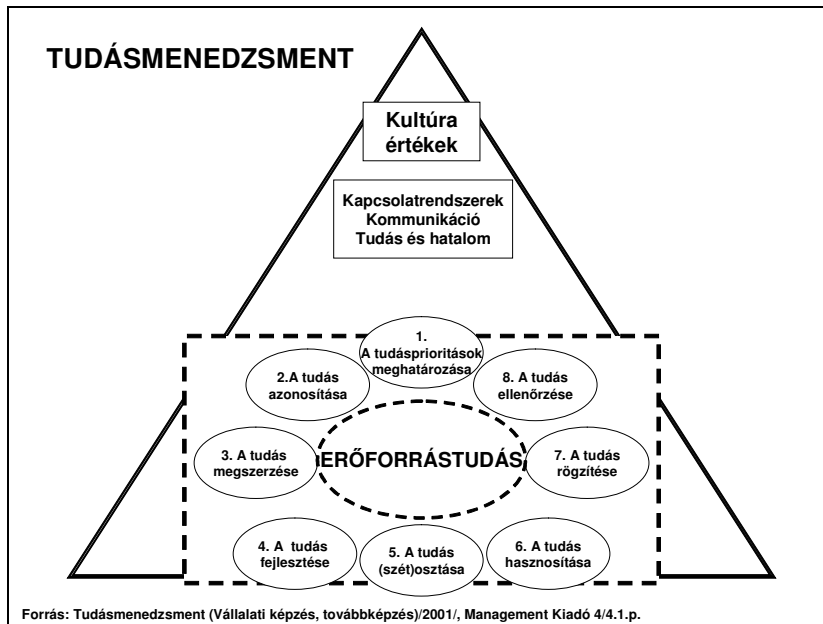 TUDÁSMENEDZSMENT
Kultúra
értékek
Kapcsolatrendszerek
Kommunikáció
Tudás és hatalom
1.
A tudásprioritások
meghatározása
2.A tudás
azonosítása
8. A tudás
ellenőrzése
3. A tudás
megszerzése
ERŐFORRÁSTUDÁS
7. A tudás
rögzítése
4. A tudás
fejlesztése
5. A tudás
(szét)osztása
6. A tudás
hasznosítása
Forrás: Tudásmenedzsment (Vállalati képzés, továbbképzés)/2001/, Management Kiadó 4/4.1.p.